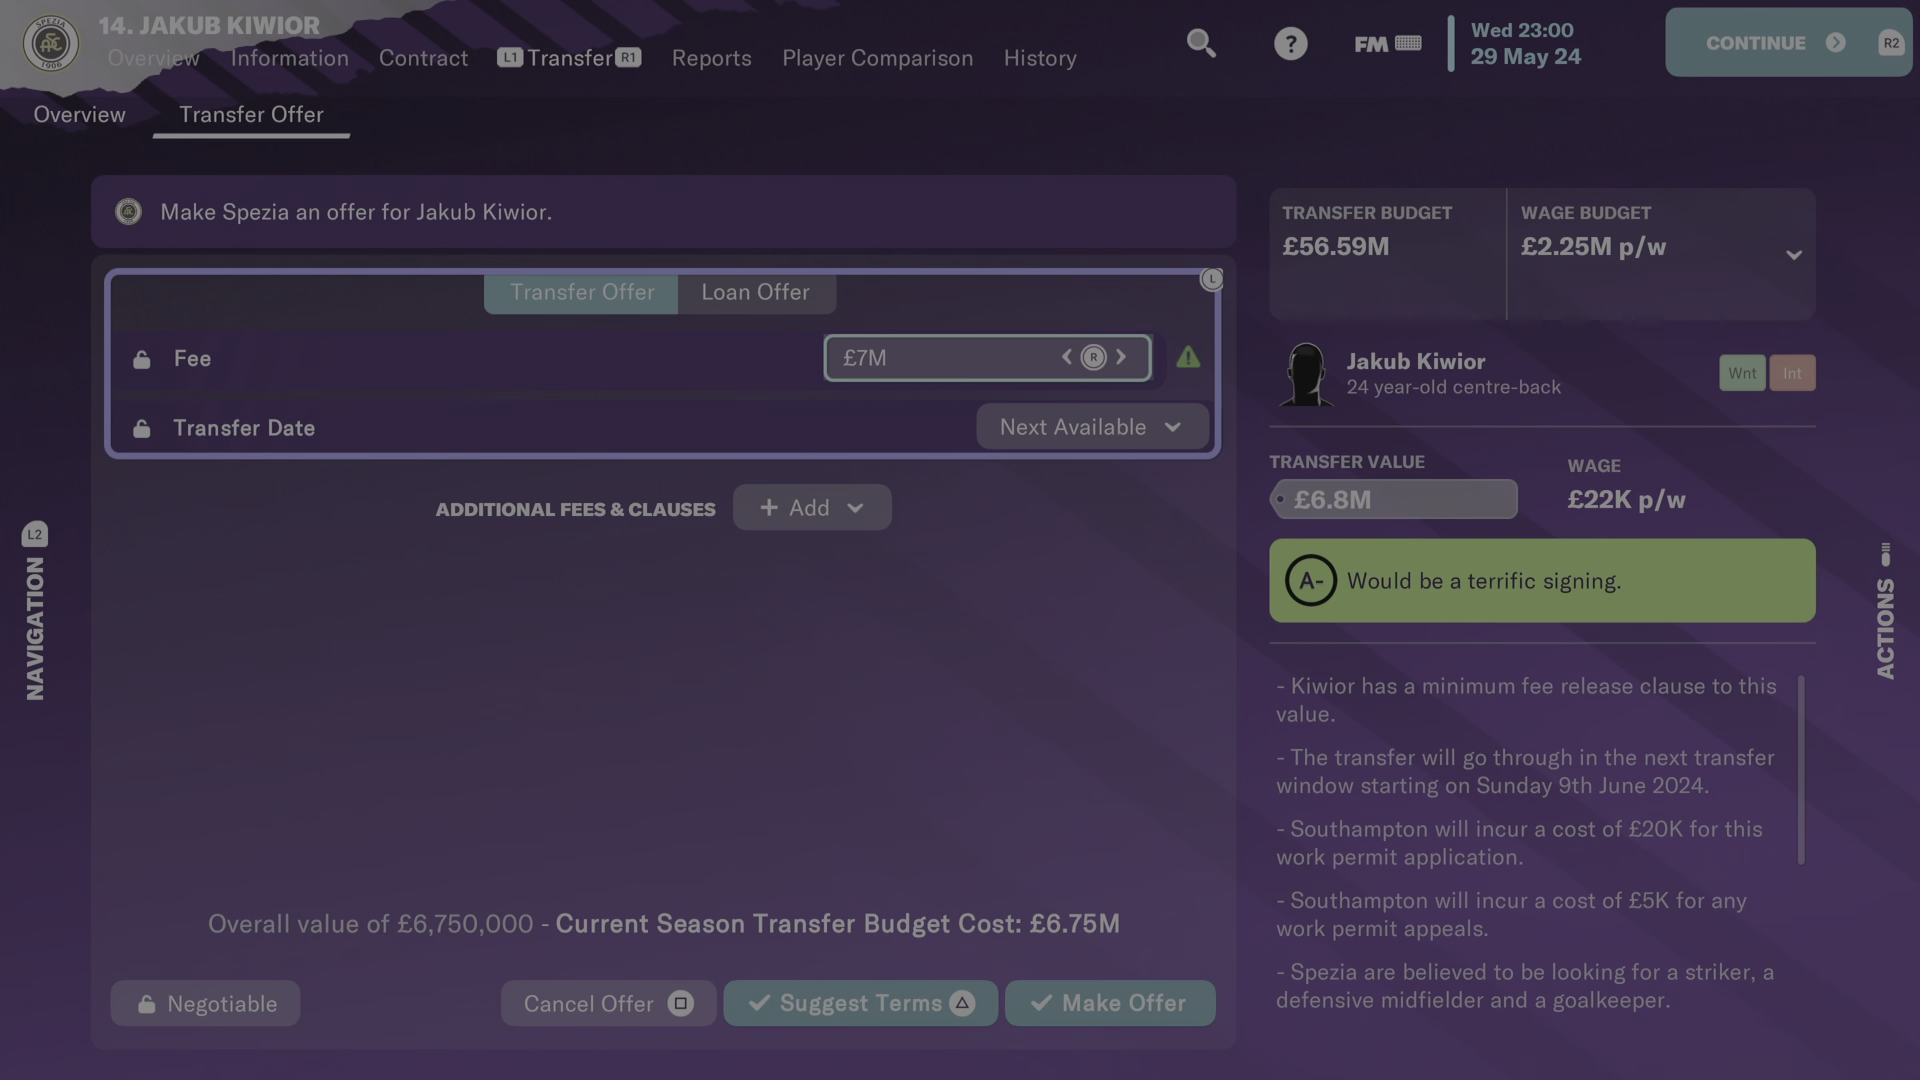 14. JAKUB KIWIOR
Overview Information Contract L1 Transfer R1 Reports Player Comparison History
? FM Wed 23:00
29 May 24
CONTINUE R2
SPEZIA
1906
Overview Transfer Offer
Make Spezia an offer for Jakub Kiwior.
Transfer Offer Loan Offer L
Fee £7M R
Transfer Date Next Available
ADDITIONAL FEES & CLAUSES + Add
Overall value of £6,750,000 - Current Season Transfer Budget Cost: £6.75M
Negotiable Cancel Offer Suggest Terms Make Offer
L2 NAVIGATION
TRANSFER BUDGET
£56.59M
WAGE BUDGET
£2.25M p/w
Jakub Kiwior
24 year-old centre-back
Wnt Int
TRANSFER VALUE
£6.8M
WAGE
£22K p/w
A- Would be a terrific signing.
- Kiwior has a minimum fee release clause to this
value.
- The transfer will go through in the next transfer
window starting on Sunday 9th June 2024.
- Southampton will incur a cost of £20K for this
work permit application.
- Southampton will incur a cost of £5K for any
work permit appeals.
- Spezia are believed to be looking for a striker, a
defensive midfielder and a goalkeeper.
ACTIONS